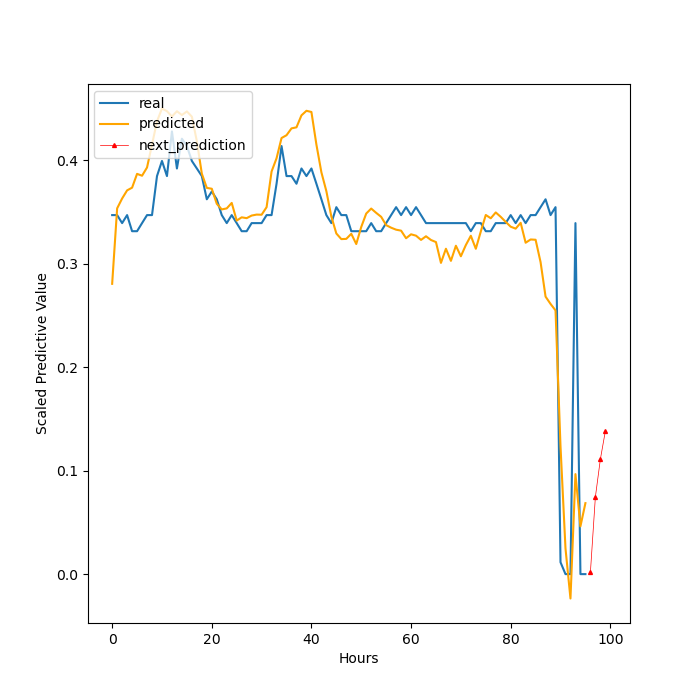 real
predicted
next_prediction
0.4
0.3
0.2
0.1
0.0
Scaled Predictive Value
0 20 40 60 80 100
Hours